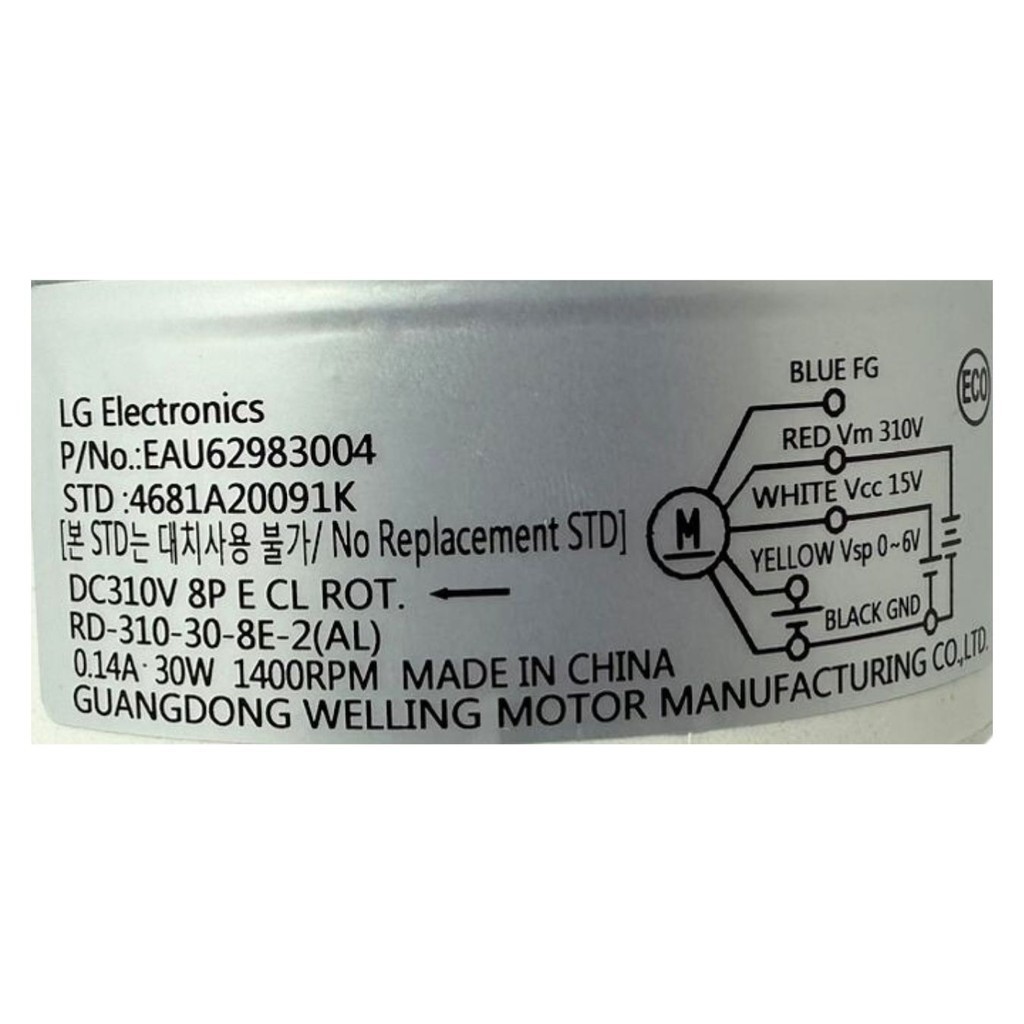 LG Electronics
P/No.:EAU62983004
STD :4681A20091K
[본 STD는 대치사용 불가/ No Replacement STD]
DC310V 8P E CL ROT.
RD-310-30-8E-2(AL)
0.14A· 30W 1400RPM MADE IN CHINA
GUANGDONG WELLING MOTOR MANUFACTURING CO.,LTD.
BLUE FG
RED Vm 310V
WHITE Vcc 15V
YELLOW Vsp 0~6V
BLACK GND
M
ECO